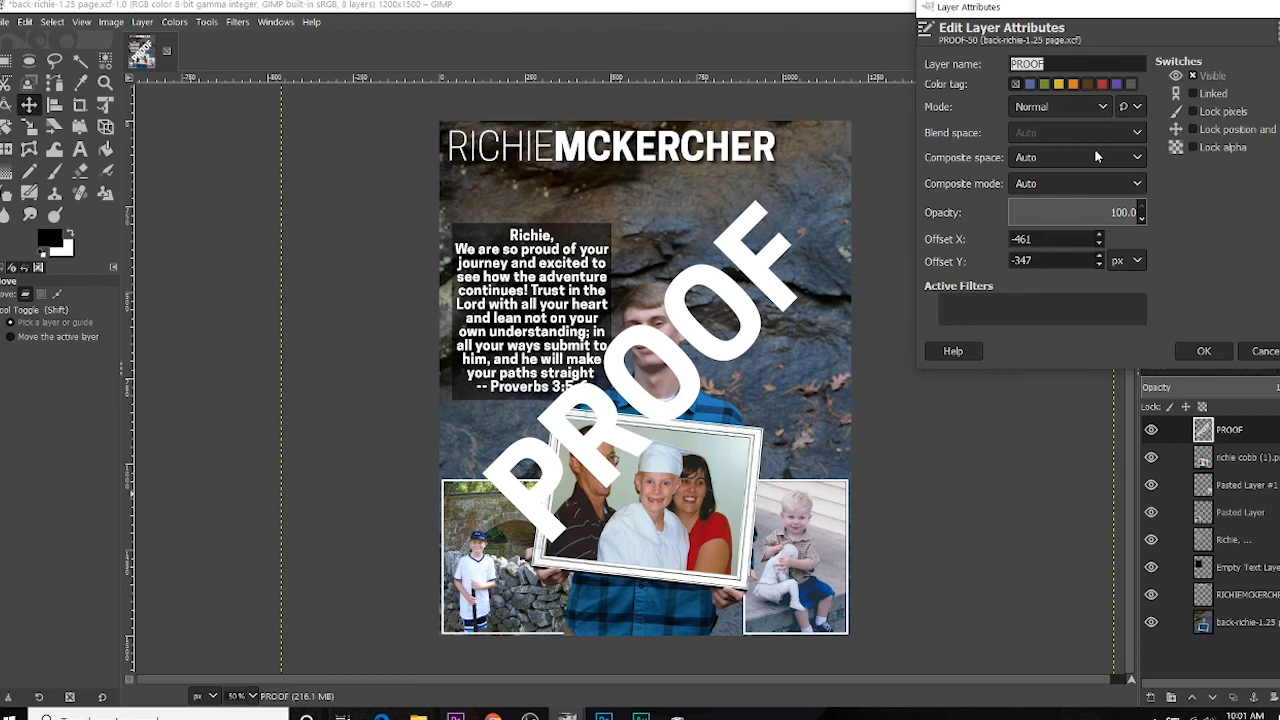 *back-richie-1.25 page.xcf*-1.0 (RGB color 8-bit gamma integer, GIMP built-in sRGB, 8 layers) 1200x1500 – GIMP
Edit Select View Image Layer Colors Tools Filters Windows Help
Layer Attributes
Edit Layer Attributes
PROOF-50 (back-richie-1.25 page.xcf)
Layer name: PROOF
Color tag:
Mode: Normal
Blend space: Auto
Composite space: Auto
Composite mode: Auto
Opacity: 100.0
Offset X: -461
Offset Y: -347 px
Active Filters
Help OK Cance
Switches
Visible
Linked
Lock pixels
Lock position and
Lock alpha
ool Toggle (Shift)
Pick a layer or guide
Move the active layer
RICHIEMCKERCHER
Richie,
We are so proud of your
journey and excited to
see how the adventure
continues! Trust in the
Lord with all your heart
and lean not on your
own understanding; in
all your ways submit to
him, and he will make
your paths straight
-- Proverbs 3:5
PROOF
Opacity
Lock:
PROOF
richie cobb (1).p
Pasted Layer #1
Pasted Layer
Richie, ...
Empty Text Laye
RICHIEMCKERCHE
back-richie-1.25
px 50 % PROOF (216.1 MB)
10:01 AM